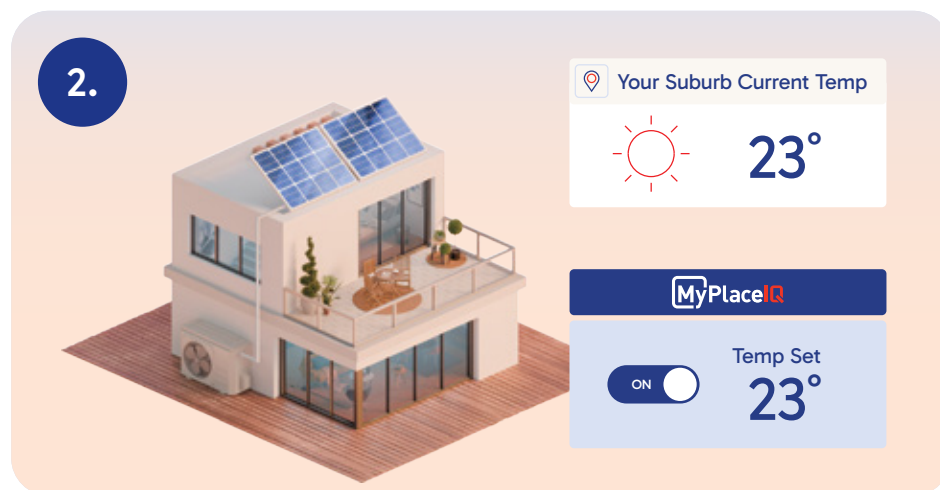 2.
Your Suburb Current Temp
23°
MyPlaceIQ
Temp Set
ON
23°